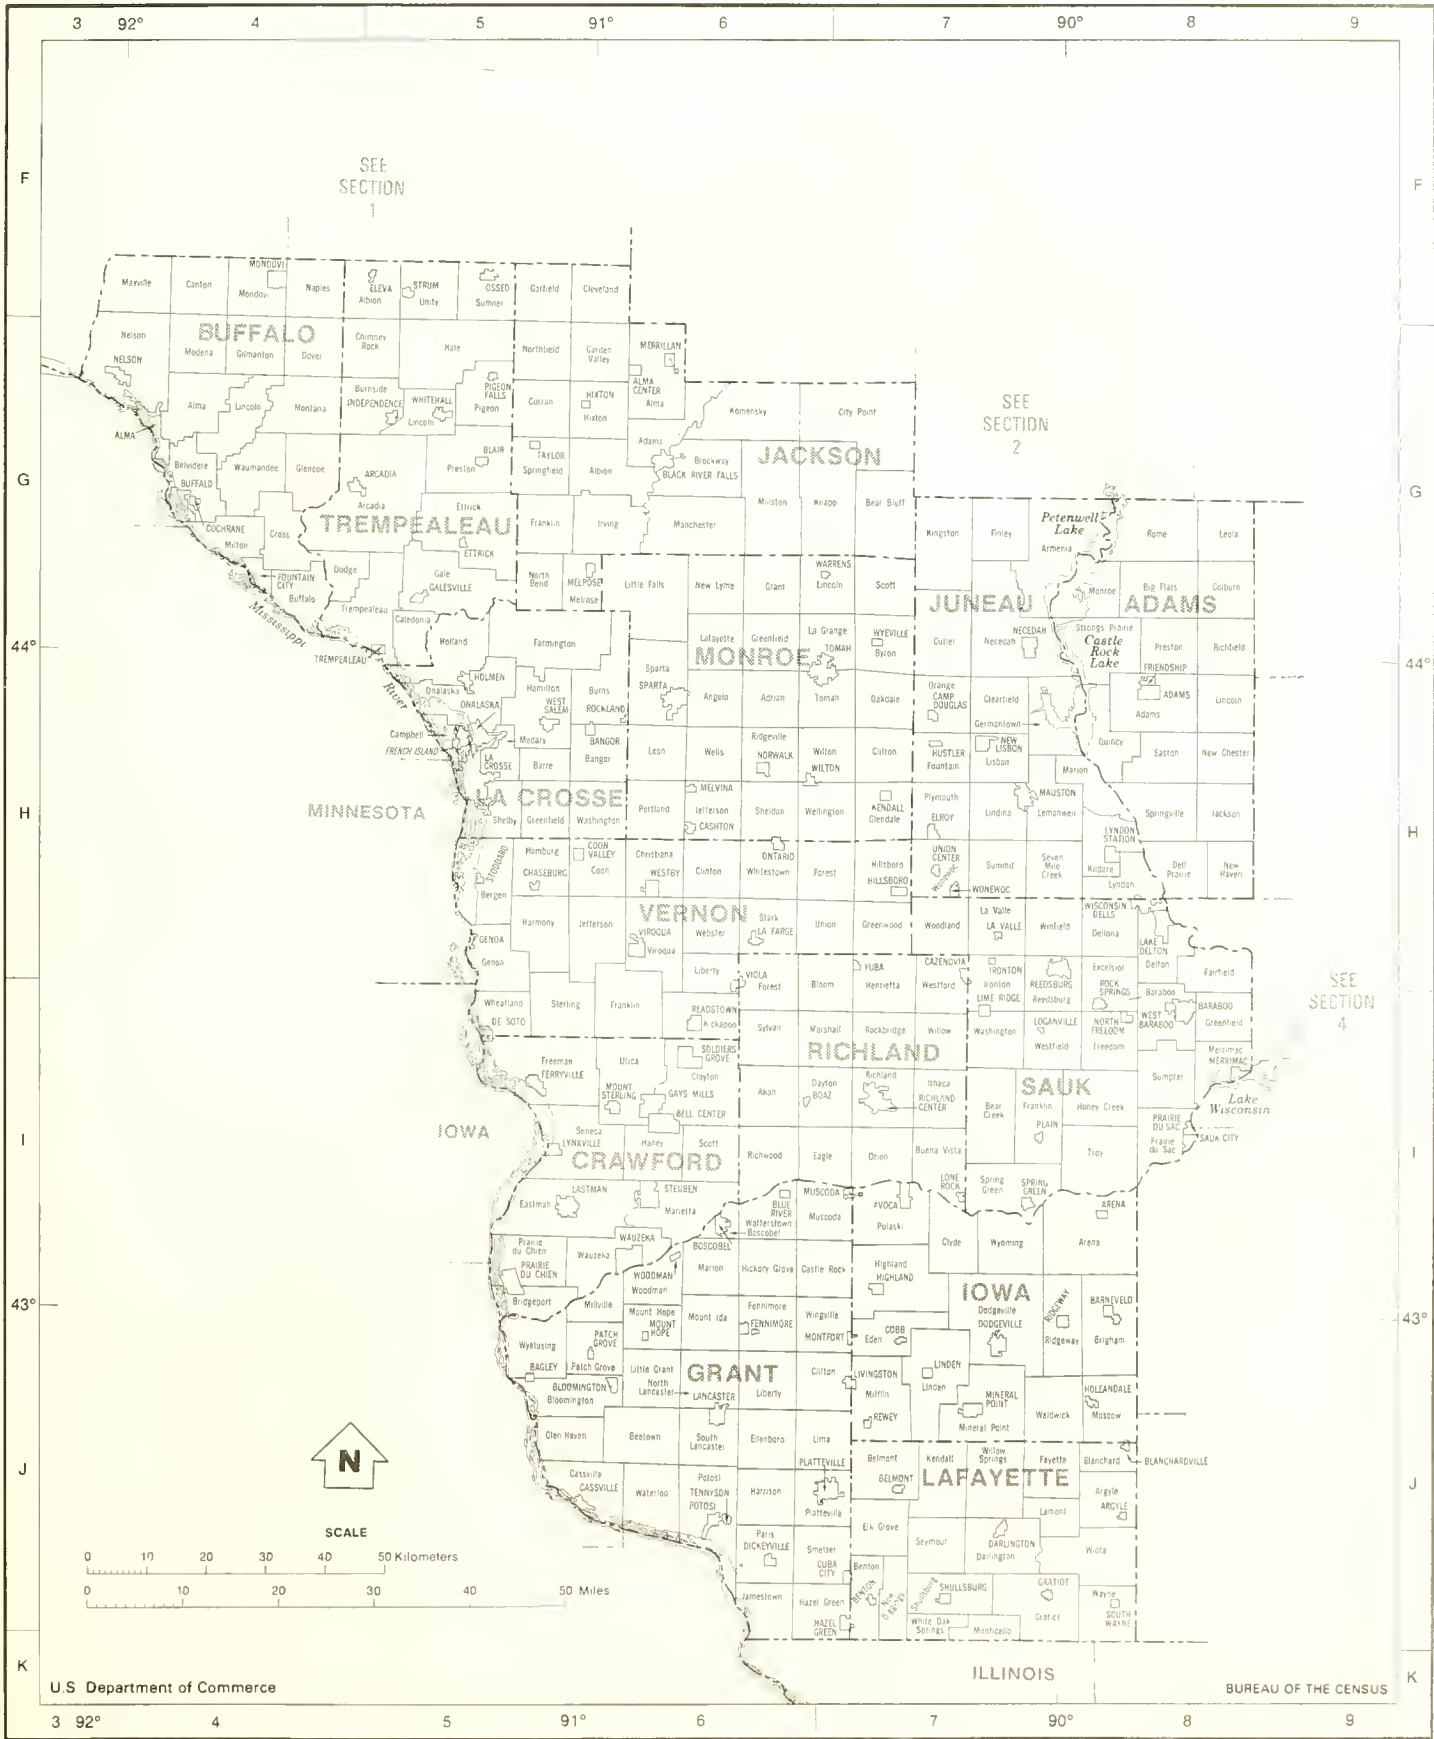 3 92° 4 5 91° 6 7 90° 8 9
F F
SEE
SECTION
1
MONDOVI
Maxville Canton Mondovi Naples ELEVA Albion STRUM Unity OSSEO Sumner Garfield Cleveland
Nelson BUFFALO Chimney Rock Hale Northfield Garden Valley MERRILLAN
NELSON Modena Gilmanton Dover
ALMA CENTER Alma
Alma Lincoln Montana Burnside INDEPENDENCE WHITEHALL Lincoln PIGEON FALLS Pigeon Curran HIXTON Hixton Komensky City Point
SEE
SECTION
2
ALMA
Adams
Belvidere Waumandee Glencoe ARCADIA Preston BLAIR TAYLOR Springfield Albion Brockway BLACK RIVER FALLS JACKSON
G G
BUFFALO
Arcadia Ettrick Millston Knapp Bear Bluff
COCHRANE Milton Cross TREMPEALEAU ETTRICK Franklin Irving Manchester Kingston Finley Petenwell Lake Armenia Rome Leola
FOUNTAIN CITY Buffalo Dodge Gale GALESVILLE North Bend MELROSE Melrose Little Falls New Lyme Grant WARRENS Lincoln Scott Monroe Big Flats Colburn
JUNEAU ADAMS
Mississippi
Trempealeau Caledonia
TREMPEALEAU
Holland Farmington Lafayette Greenfield La Grange TOMAH WYEVILLE Byron Cutler Necedah NECEDAH Strongs Prairie Castle Rock Lake Preston Richfield
44° 44°
MONROE
FRIENDSHIP
River
Onalaska HOLMEN Hamilton WEST SALEM Burns ROCKLAND Sparta SPARTA Angelo Adrian Tomah Oakdale Orange CAMP DOUGLAS Clearfield Germantown ADAMS Adams Lincoln
ONALASKA
Campbell
FRENCH ISLAND
LA CROSSE Medary Barre BANGOR Bangor Leon Wells Ridgeville NORWALK Wilton WILTON Clifton HUSTLER Fountain NEW LISBON Lisbon Marion Quincy Easton New Chester
MINNESOTA
LA CROSSE
H H
Shelby Greenfield Washington Portland MELVINA Jefferson CASHTON Sheldon Wellington KENDALL Glendale Plymouth ELROY Lindina MAUSTON Lemonweir Springville Jackson
LYNDON STATION
STODDARD Hamburg CHASEBURG COON VALLEY Coon Christiana WESTBY Clinton ONTARIO Whitestown Forest Hillsboro HILLSBORO UNION CENTER Wonewoc WONEWOC Summit Seven Mile Creek Kildare Lyndon Dell Prairie New Haven
Bergen
VERNON
GENOA Genoa Harmony Jefferson VIROQUA Viroqua Webster Stark LA FARGE Union Greenwood Woodland La Valle LA VALLE Winfield WISCONSIN DELLS Dellona LAKE DELTON Delton Fairfield
Liberty VIOLA Forest Bloom YUBA Henrietta CAZENOVIA Westford IRONTON Ironton LIME RIDGE REEDSBURG Reedsburg Excelsior ROCK SPRINGS Baraboo BARABOO
SEE
SECTION
4
Wheatland DE SOTO Sterling Franklin READSTOWN Kickapoo Sylvan Marshall Rockbridge Willow Washington LOGANVILLE Westfield NORTH FREEDOM Freedom WEST BARABOO Greenfield
RICHLAND
Freeman FERRYVILLE Utica MOUNT STERLING SOLDIERS GROVE Clayton GAYS MILLS BELL CENTER Akan Dayton BOAZ Richland RICHLAND CENTER Ithaca SAUK Sumpter Merrimac MERRIMAC
Lake Wisconsin
Bear Creek Franklin PLAIN Honey Creek PRAIRIE DU SAC Prairie du Sac SAUK CITY
IOWA
I I
Seneca LYNXVILLE Haney Scott Richwood Eagle Orion Buena Vista Troy
CRAWFORD
LONE ROCK Spring Green SPRING GREEN
Eastman EASTMAN STEUBEN Marietta BLUE RIVER Watterstown MUSCODA Muscoda AVOCA Pulaski ARENA
Boscobel
BOSCOBEL
Prairie du Chien PRAIRIE DU CHIEN Wauzeka WAUZEKA WOODMAN Woodman Marion Hickory Grove Castle Rock Clyde Wyoming Arena
Highland HIGHLAND IOWA
43° 43°
Bridgeport Millville Mount Hope MOUNT HOPE Mount Ida Fennimore FENNIMORE Wingville MONTFORT Eden COBB Dodgeville DODGEVILLE RIDGEWAY Ridgeway BARNEVELD Brigham
Wyalusing PATCH GROVE Patch Grove
BAGLEY Little Grant GRANT Clifton LIVINGSTON Mifflin LINDEN Linden
BLOOMINGTON Bloomington North Lancaster LANCASTER Liberty REWEY MINERAL POINT Mineral Point Waldwick HOLLANDALE Moscow
Glen Haven Beetown South Lancaster Ellenboro Lima
N
J J
PLATTEVILLE Belmont BELMONT Kendall Willow Springs Fayette Blanchard BLANCHARDVILLE
LAFAYETTE
Cassville CASSVILLE Waterloo Potosi TENNYSON POTOSI Harrison Platteville Argyle ARGYLE
Lamont
SCALE
Paris DICKEYVILLE Smelser CUBA CITY Elk Grove Seymour DARLINGTON Darlington Wiota
0 10 20 30 40 50 Kilometers
0 10 20 30 40 50 Miles
Jamestown Hazel Green HAZEL GREEN Benton BENTON New Diggings Shullsburg SHULLSBURG GRATIOT Gratiot Wayne SOUTH WAYNE
White Oak Springs Monticello
K K
ILLINOIS
U.S Department of Commerce BUREAU OF THE CENSUS
3 92° 4 5 91° 6 7 90° 8 9